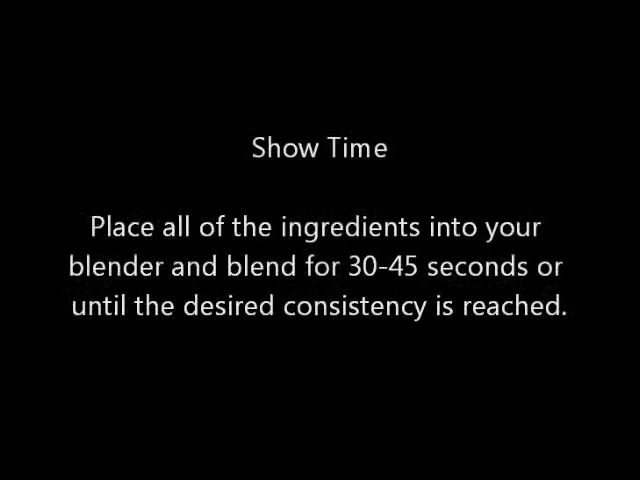 Show Time
Place all of the ingredients into your
blender and blend for 30-45 seconds or
until the desired consistency is reached.